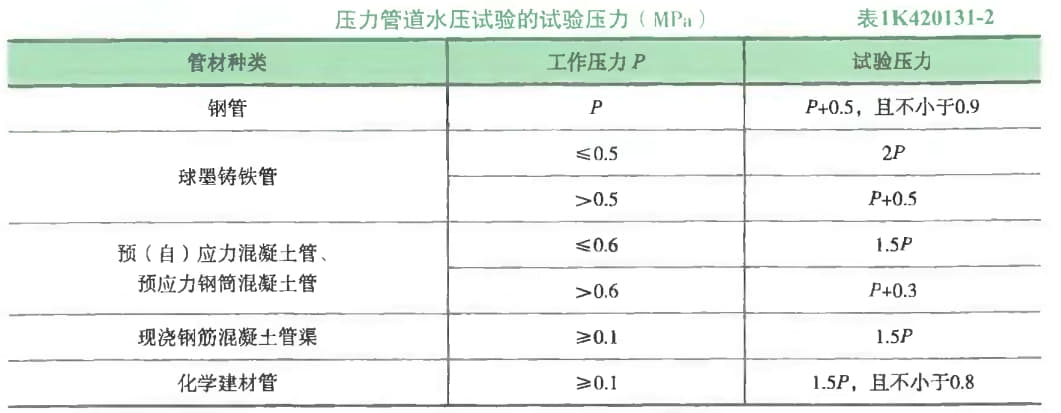 压力管道水压试验的试验压力（MPa） 表1K420131-2
管材种类 工作压力 P 试验压力
钢管 P P+0.5，且不小于0.9
球墨铸铁管 ≤0.5 2P
>0.5 P+0.5
预（自）应力混凝土管、
预应力钢筒混凝土管 ≤0.6 1.5P
>0.6 P+0.3
现浇钢筋混凝土管渠 ≥0.1 1.5P
化学建材管 ≥0.1 1.5P，且不小于0.8